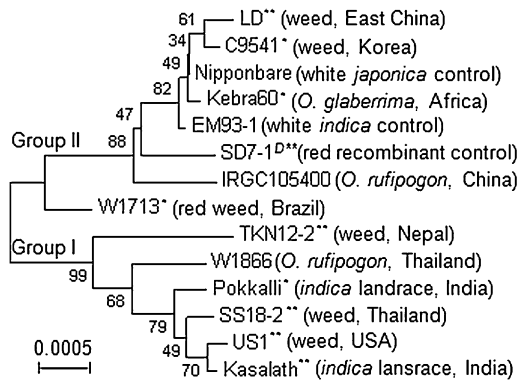 61 LD** (weed, East China)
34 C9541* (weed, Korea)
49 Nipponbare (white japonica control)
82 Kebra60* (O. glaberrima, Africa)
47 EM93-1 (white indica control)
Group II 88 SD7-1D** (red recombinant control)
IRGC105400 (O. rufipogon, China)
W1713* (red weed, Brazil)
Group I TKN12-2** (weed, Nepal)
99 W1866 (O. rufipogon, Thailand)
68 Pokkalli* (indica landrace, India)
79 SS18-2** (weed, Thailand)
0.0005 49 US1** (weed, USA)
70 Kasalath** (indica lansrace, India)